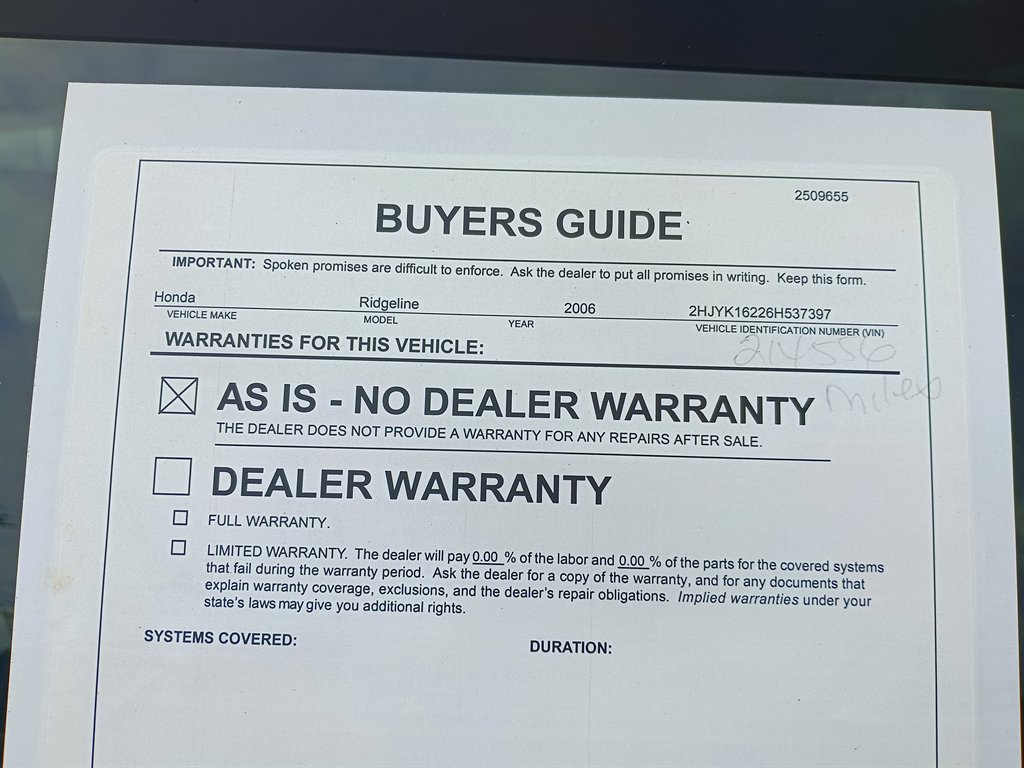 2509655
BUYERS GUIDE
IMPORTANT: Spoken promises are difficult to enforce. Ask the dealer to put all promises in writing. Keep this form.
Honda Ridgeline 2006 2HJYK16226H537397
VEHICLE MAKE MODEL YEAR VEHICLE IDENTIFICATION NUMBER (VIN)
WARRANTIES FOR THIS VEHICLE:
214556
miles
AS IS - NO DEALER WARRANTY
THE DEALER DOES NOT PROVIDE A WARRANTY FOR ANY REPAIRS AFTER SALE.
DEALER WARRANTY
FULL WARRANTY.
LIMITED WARRANTY. The dealer will pay 0.00 % of the labor and 0.00 % of the parts for the covered systems
that fail during the warranty period. Ask the dealer for a copy of the warranty, and for any documents that
explain warranty coverage, exclusions, and the dealer's repair obligations. Implied warranties under your
state's laws may give you additional rights.
SYSTEMS COVERED: DURATION: